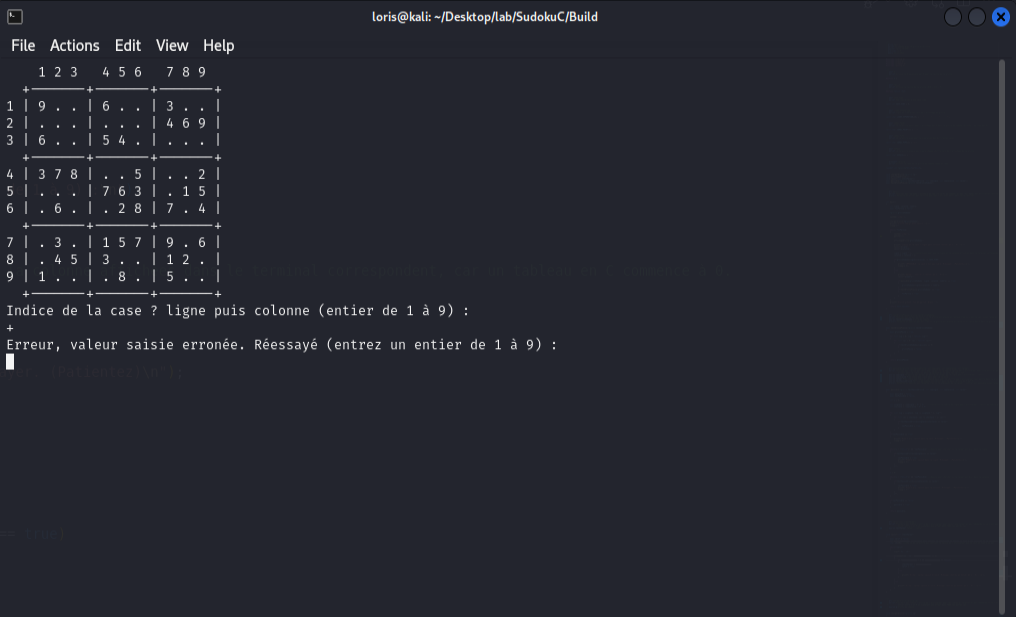 loris@kali: ~/Desktop/lab/SudokuC/Build
File Actions Edit View Help
1 2 3 4 5 6 7 8 9
+———————+———————+———————+
1 | 9 . . | 6 . . | 3 . . |
2 | . . . | . . . | 4 6 9 |
3 | 6 . . | 5 4 . | . . . |
+———————+———————+———————+
4 | 3 7 8 | . . 5 | . . 2 |
5 | . . . | 7 6 3 | . 1 5 |
6 | . 6 . | . 2 8 | 7 . 4 |
+———————+———————+———————+
7 | . 3 . | 1 5 7 | 9 . 6 |
8 | . 4 5 | 3 . . | 1 2 . |
9 | 1 . . | . 8 . | 5 . . |
+———————+———————+———————+
Indice de la case ? ligne puis colonne (entier de 1 à 9) :
+
Erreur, valeur saisie erronée. Réessayé (entrez un entier de 1 à 9) :